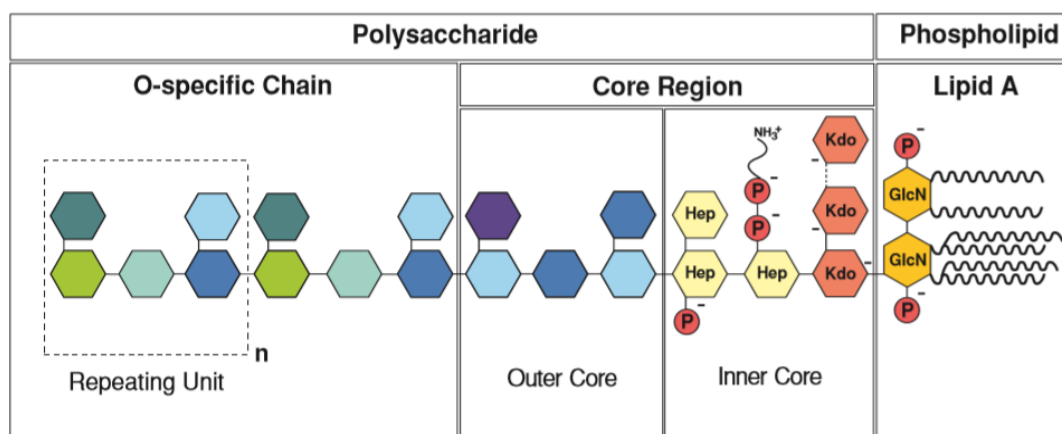 Polysaccharide
Phospholipid
O-specific Chain
Core Region
Lipid A
NH3+
Kdo
P -
P -
GlcN
Hep
P -
Kdo
-
-
Hep
Hep
Kdo -
GlcN
P -
P -
n
Repeating Unit
Outer Core
Inner Core